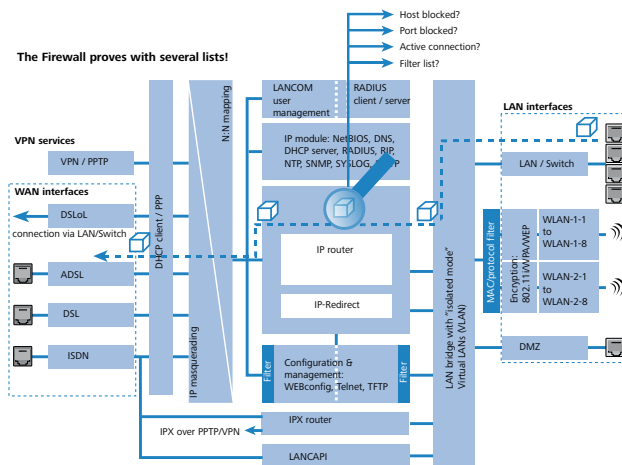 Host blocked?
Port blocked?
Active connection?
Filter list?
The Firewall proves with several lists!
LANCOM
user
management
RADIUS
client / server
N:N mapping
LAN interfaces
IP module: NetBIOS, DNS,
DHCP server, RADIUS, RIP,
NTP, SNMP, SYSLOG,
VPN services
VPN / PPTP
LAN / Switch
WAN interfaces
DSLoL
connection via LAN/Switch
DHCP client / PPP
IP router
MAC/protocol filter
Encryption:
802.11i/WPA/WEP
WLAN-1-1
to
WLAN-1-8
ADSL
WLAN-2-1
to
WLAN-2-8
IP-Redirect
DSL
LAN bridge with "isolated mode"
Virtual LANs (VLAN)
IP masquerading
DMZ
ISDN
Filter
Configuration &
management:
WEBconfig, Telnet, TFTP
Filter
IPX router
IPX over PPTP/VPN
LANCAPI